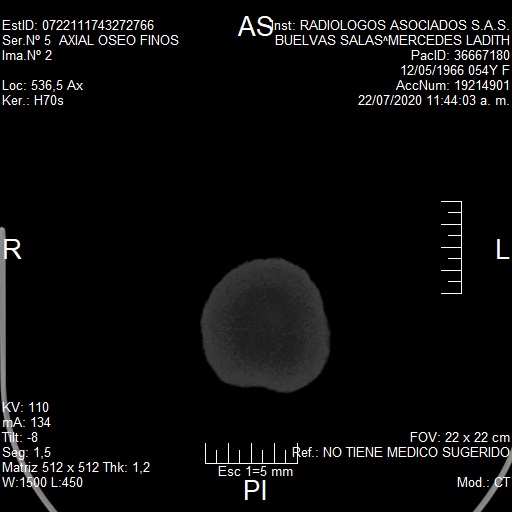 EstID: 0722111743272766
Ser.Nº 5 AXIAL OSEO FINOS
Ima.Nº 2
Loc: 536,5 Ax
Ker.: H70s
AS
Inst: RADIOLOGOS ASOCIADOS S.A.S.
BUELVAS SALAS^MERCEDES LADITH
PacID: 36667180
12/05/1966 054Y F
AccNum: 19214901
22/07/2020 11:44:03 a. m.
R
L
KV: 110
mA: 134
Tilt: -8
Seg: 1,5
Matriz 512 x 512 Thk: 1,2
W:1500 L:450
Esc 1=5 mm
PI
FOV: 22 x 22 cm
Ref.: NO TIENE MEDICO SUGERIDO
Mod.: CT